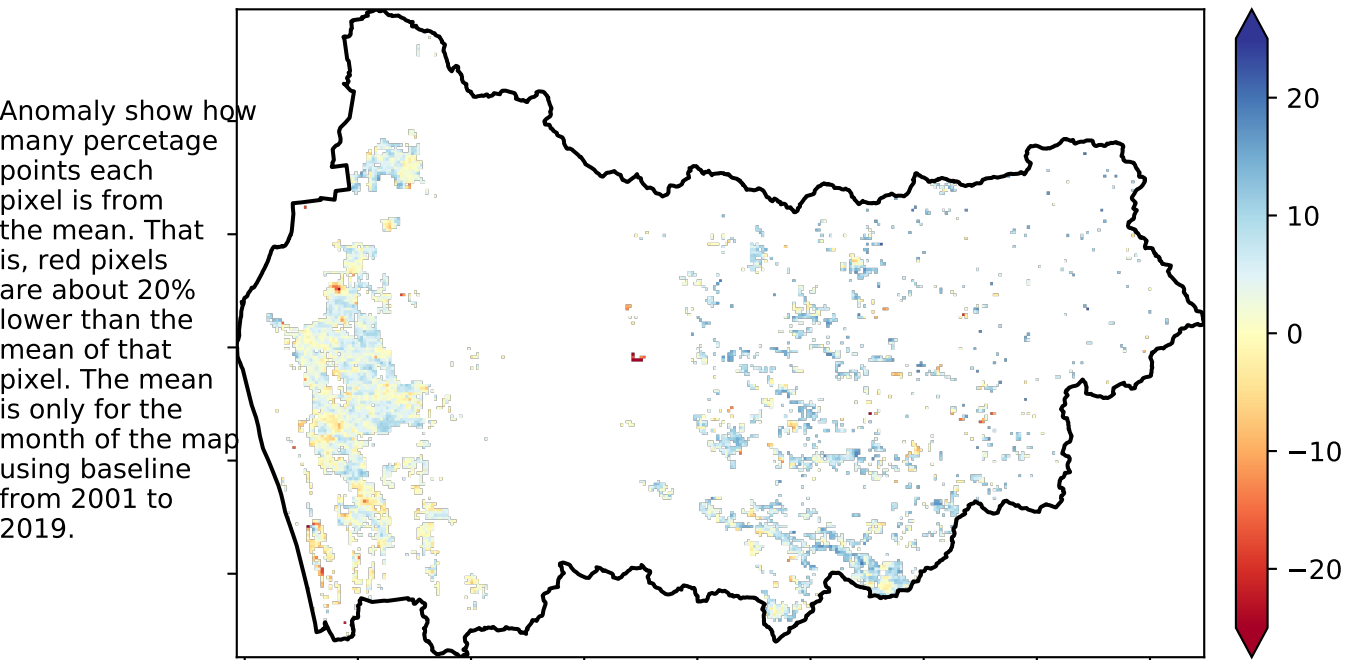 Anomaly show how
many percetage
points each
pixel is from
the mean. That
is, red pixels
are about 20%
lower than the
mean of that
pixel. The mean
is only for the
month of the map
using baseline
from 2001 to
2019.
20
10
0
−10
−20